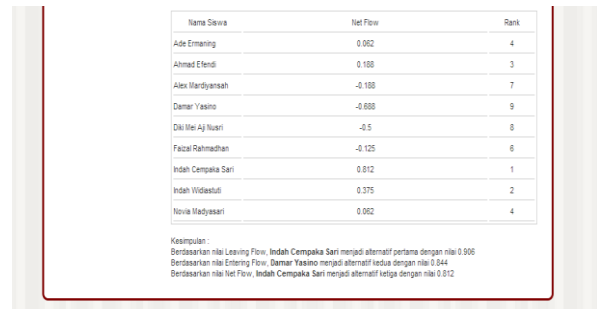 Nama Siswa Net Flow Rank
Ade Ermaning 0.062 4
Ahmad Efendi 0.188 3
Alex Mardiyansah -0.188 7
Damar Yasino -0.688 9
Diki Mei Aji Nusri -0.5 8
Faizal Rahmadhan -0.125 6
Indah Cempaka Sari 0.812 1
Indah Widiastuti 0.375 2
Novia Madyasari 0.062 4
Kesimpulan :
Berdasarkan nilai Leaving Flow, Indah Cempaka Sari menjadi alternatif pertama dengan nilai 0.906
Berdasarkan nilai Entering Flow, Damar Yasino menjadi alternatif kedua dengan nilai 0.844
Berdasarkan nilai Net Flow, Indah Cempaka Sari menjadi alternatif ketiga dengan nilai 0.812